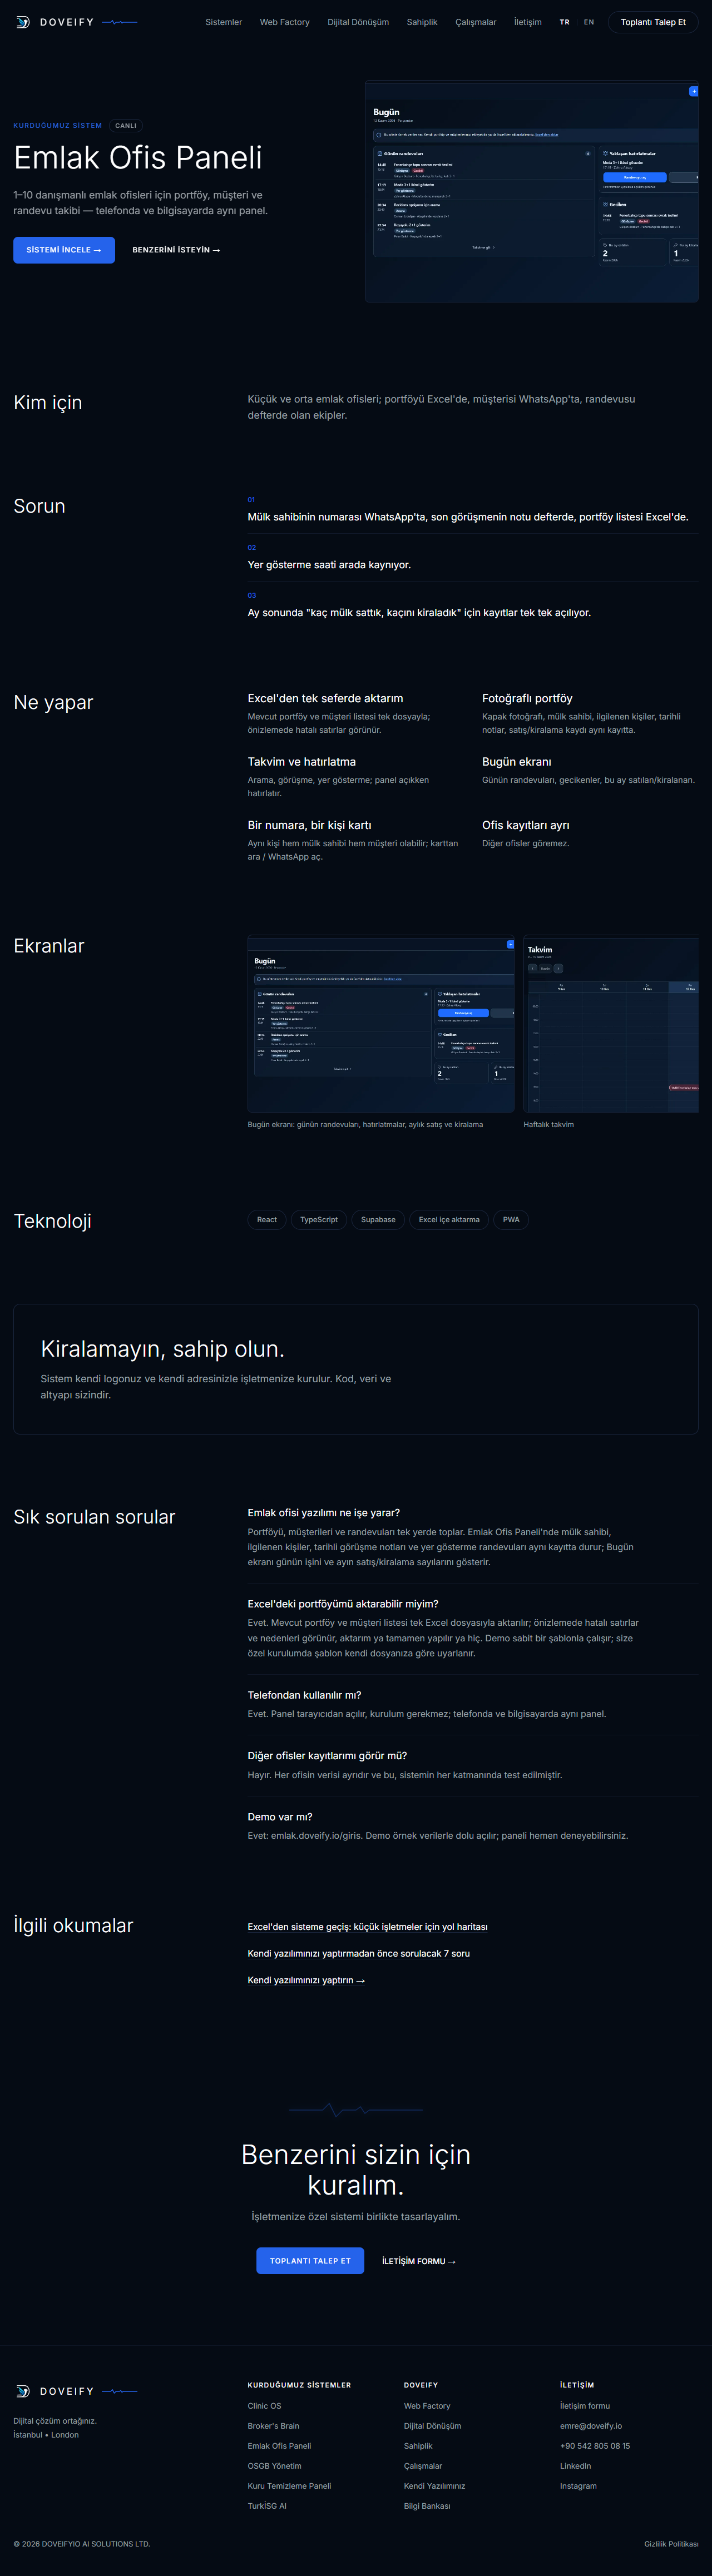 DOVEIFY
Sistemler
Web Factory
Dijital Dönüşüm
Sahiplik
Çalışmalar
İletişim
TR
EN
Toplantı Talep Et
KURDUĞUMUZ SİSTEM
CANLI
Emlak Ofis Paneli
1–10 danışmanlı emlak ofisleri için portföy, müşteri ve
randevu takibi — telefonda ve bilgisayarda aynı panel.
SİSTEMİ İNCELE →
BENZERİNİ İSTEYİN →
Bugün
Günün randevuları
Yaklaşan hatırlatmalar
Geciken
2
1
Kim için
Küçük ve orta emlak ofisleri; portföyü Excel'de, müşterisi WhatsApp'ta, randevusu
defterde olan ekipler.
Sorun
01
Mülk sahibinin numarası WhatsApp'ta, son görüşmenin notu defterde, portföy listesi Excel'de.
02
Yer gösterme saati arada kaynıyor.
03
Ay sonunda "kaç mülk sattık, kaçını kiraladık" için kayıtlar tek tek açılıyor.
Ne yapar
Excel'den tek seferde aktarım
Mevcut portföy ve müşteri listesi tek dosyayla;
önizlemede hatalı satırlar görünür.
Fotoğraflı portföy
Kapak fotoğrafı, mülk sahibi, ilgilenen kişiler, tarihli
notlar, satış/kiralama kaydı aynı kayıtta.
Takvim ve hatırlatma
Arama, görüşme, yer gösterme; panel açıkken
hatırlatır.
Bugün ekranı
Günün randevuları, gecikenler, bu ay satılan/kiralanan.
Bir numara, bir kişi kartı
Aynı kişi hem mülk sahibi hem müşteri olabilir; karttan
ara / WhatsApp aç.
Ofis kayıtları ayrı
Diğer ofisler göremez.
Ekranlar
Bugün
Günün randevuları
Yaklaşan hatırlatmalar
Geciken
2
1
Bugün ekranı: günün randevuları, hatırlatmalar, aylık satış ve kiralama
Takvim
Haftalık takvim
Teknoloji
React
TypeScript
Supabase
Excel içe aktarma
PWA
Kiralamayın, sahip olun.
Sistem kendi logonuz ve kendi adresinizle işletmenize kurulur. Kod, veri ve
altyapı sizindir.
Sık sorulan sorular
Emlak ofisi yazılımı ne işe yarar?
Portföyü, müşterileri ve randevuları tek yerde toplar. Emlak Ofis Paneli'nde mülk sahibi,
ilgilenen kişiler, tarihli görüşme notları ve yer gösterme randevuları aynı kayıtta durur; Bugün
ekranı günün işini ve ayın satış/kiralama sayılarını gösterir.
Excel'deki portföyümü aktarabilir miyim?
Evet. Mevcut portföy ve müşteri listesi tek Excel dosyasıyla aktarılır; önizlemede hatalı satırlar
ve nedenleri görünür, aktarım ya tamamen yapılır ya hiç. Demo sabit bir şablonla çalışır; size
özel kurulumda şablon kendi dosyanıza göre uyarlanır.
Telefondan kullanılır mı?
Evet. Panel tarayıcıdan açılır, kurulum gerekmez; telefonda ve bilgisayarda aynı panel.
Diğer ofisler kayıtlarımı görür mü?
Hayır. Her ofisin verisi ayrıdır ve bu, sistemin her katmanında test edilmiştir.
Demo var mı?
Evet: emlak.doveify.io/giris. Demo örnek verilerle dolu açılır; paneli hemen deneyebilirsiniz.
İlgili okumalar
Excel'den sisteme geçiş: küçük işletmeler için yol haritası
Kendi yazılımınızı yaptırmadan önce sorulacak 7 soru
Kendi yazılımınızı yaptırın →
Benzerini sizin için
kuralım.
İşletmenize özel sistemi birlikte tasarlayalım.
TOPLANTI TALEP ET
İLETİŞİM FORMU →
DOVEIFY
Dijital çözüm ortağınız.
İstanbul • London
KURDUĞUMUZ SİSTEMLER
Clinic OS
Broker's Brain
Emlak Ofis Paneli
OSGB Yönetim
Kuru Temizleme Paneli
TurkİSG AI
DOVEIFY
Web Factory
Dijital Dönüşüm
Sahiplik
Çalışmalar
Kendi Yazılımınız
Bilgi Bankası
İLETİŞİM
İletişim formu
emre@doveify.io
+90 542 805 08 15
LinkedIn
Instagram
© 2026 DOVEIFYIO AI SOLUTIONS LTD.
Gizlilik Politikası